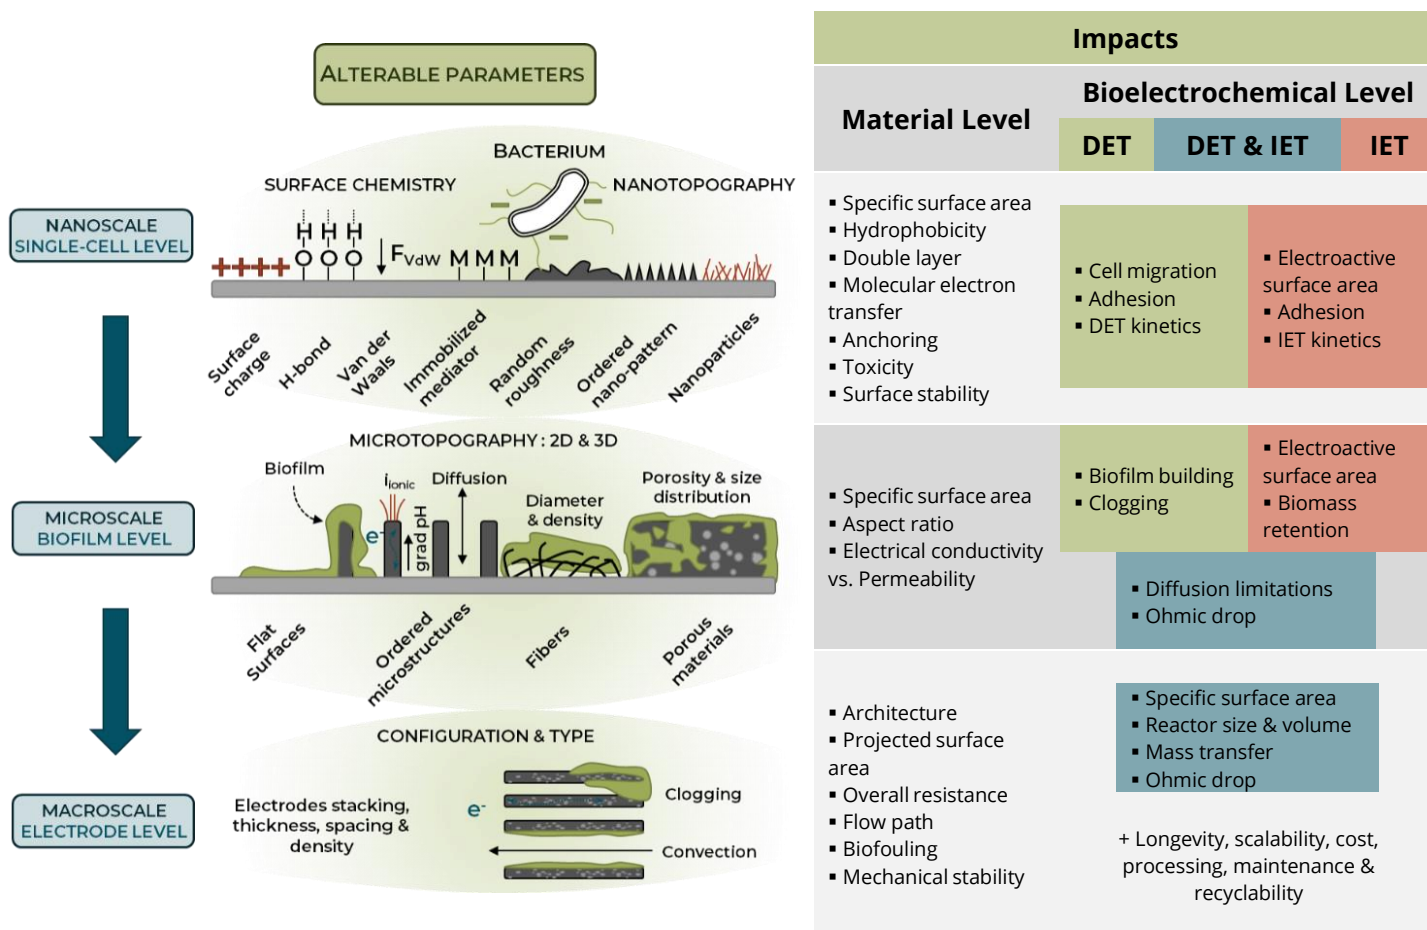 ALTERABLE PARAMETERS
NANOSCALE
SINGLE-CELL LEVEL
BACTERIUM
SURFACE CHEMISTRY
NANOTOPOGRAPHY
H H H
O O O
++++
FVdW
M M M
Surface
charge
H-bond
Van der
Waals
Immobilized
mediator
Random
roughness
Ordered
nano-pattern
Nanoparticles
MICROSCALE
BIOFILM LEVEL
MICROTOPOGRAPHY : 2D & 3D
Biofilm
iionic
e-
grad pH
Diffusion
Diameter
& density
Porosity & size
distribution
Flat
Surfaces
Ordered
microstructures
Fibers
Porous
materials
MACROSCALE
ELECTRODE LEVEL
CONFIGURATION & TYPE
Electrodes stacking,
thickness, spacing &
density
e-
Clogging
Convection
Impacts
Material Level
Bioelectrochemical Level
DET
DET & IET
IET
▪ Specific surface area
▪ Hydrophobicity
▪ Double layer
▪ Molecular electron
transfer
▪ Anchoring
▪ Toxicity
▪ Surface stability
▪ Cell migration
▪ Adhesion
▪ DET kinetics
▪ Electroactive
surface area
▪ Adhesion
▪ IET kinetics
▪ Specific surface area
▪ Aspect ratio
▪ Electrical conductivity
vs. Permeability
▪ Biofilm building
▪ Clogging
▪ Electroactive
surface area
▪ Biomass
retention
▪ Diffusion limitations
▪ Ohmic drop
▪ Architecture
▪ Projected surface
area
▪ Overall resistance
▪ Flow path
▪ Biofouling
▪ Mechanical stability
▪ Specific surface area
▪ Reactor size & volume
▪ Mass transfer
▪ Ohmic drop
+ Longevity, scalability, cost,
processing, maintenance &
recyclability